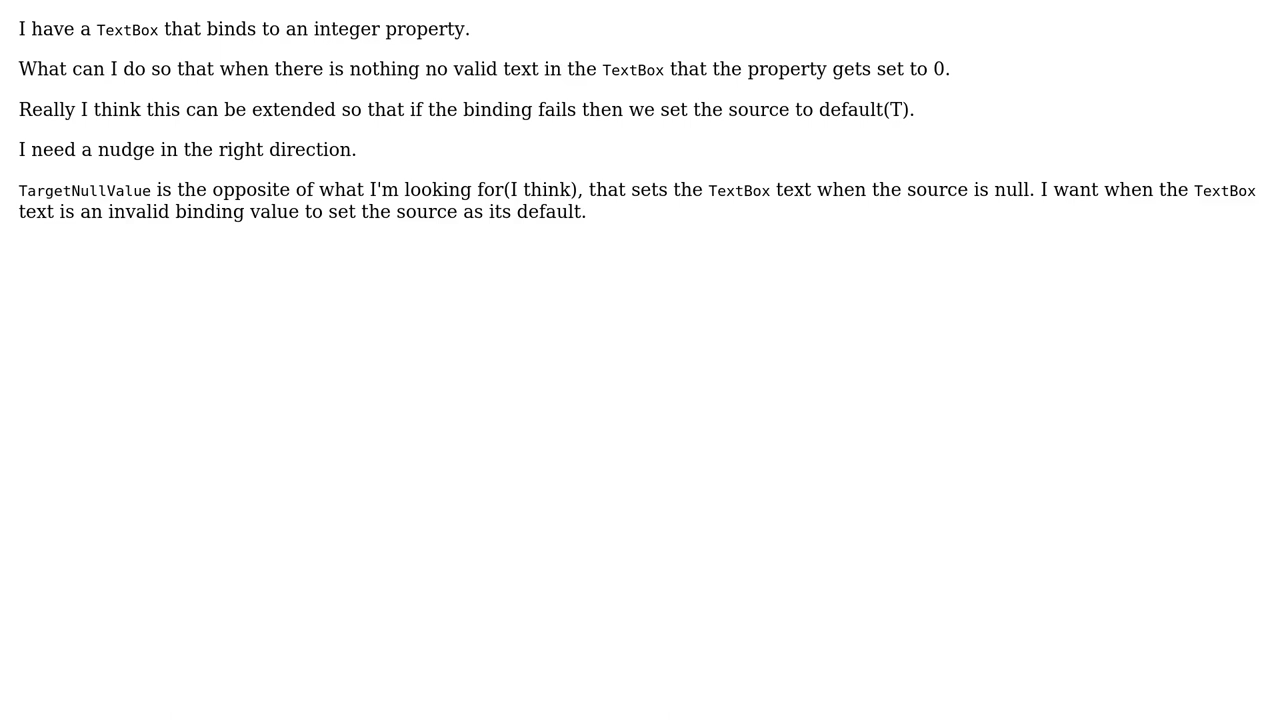 I have a TextBox that binds to an integer property.
What can I do so that when there is nothing no valid text in the TextBox that the property gets set to 0.
Really I think this can be extended so that if the binding fails then we set the source to default(T).
I need a nudge in the right direction.
TargetNullValue is the opposite of what I'm looking for(I think), that sets the TextBox text when the source is null. I want when the TextBox
text is an invalid binding value to set the source as its default.